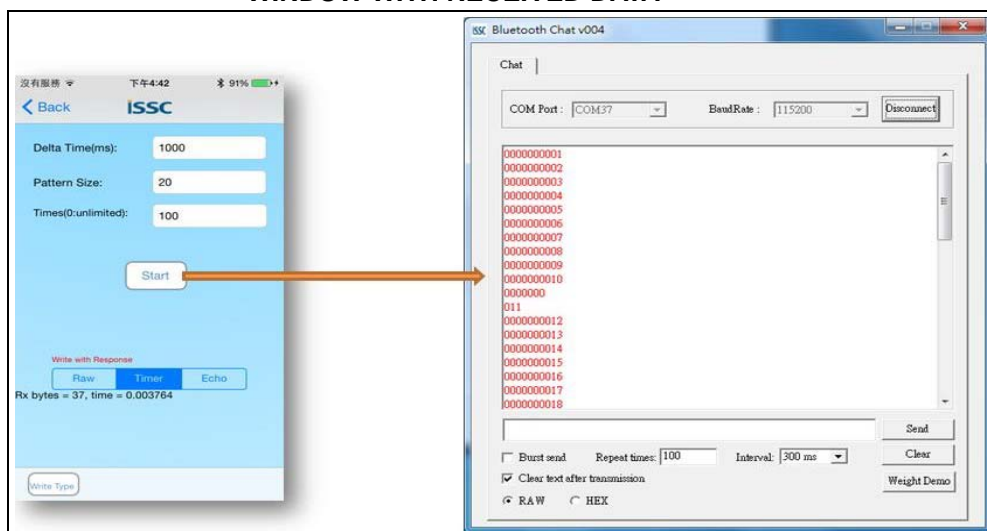 WINDOW WITH RECEIVED DATA
沒有服務 下午4:42 91%
Back ISSC
Delta Time(ms): 1000
Pattern Size: 20
Times(0:unlimited): 100
Start
Write with Response
Raw Timer Echo
Rx bytes = 37, time = 0.003764
Write Type
ISSC Bluetooth Chat v004
Chat
COM Port : COM37 BaudRate : 115200 Disconnect
0000000001
0000000002
0000000003
0000000004
0000000005
0000000006
0000000007
0000000008
0000000009
0000000010
0000000
011
0000000012
0000000013
0000000014
0000000015
0000000016
0000000017
0000000018
Send
Burst send Repeat times: 100 Interval: 300 ms Clear
Clear text after transmission Weight Demo
RAW HEX